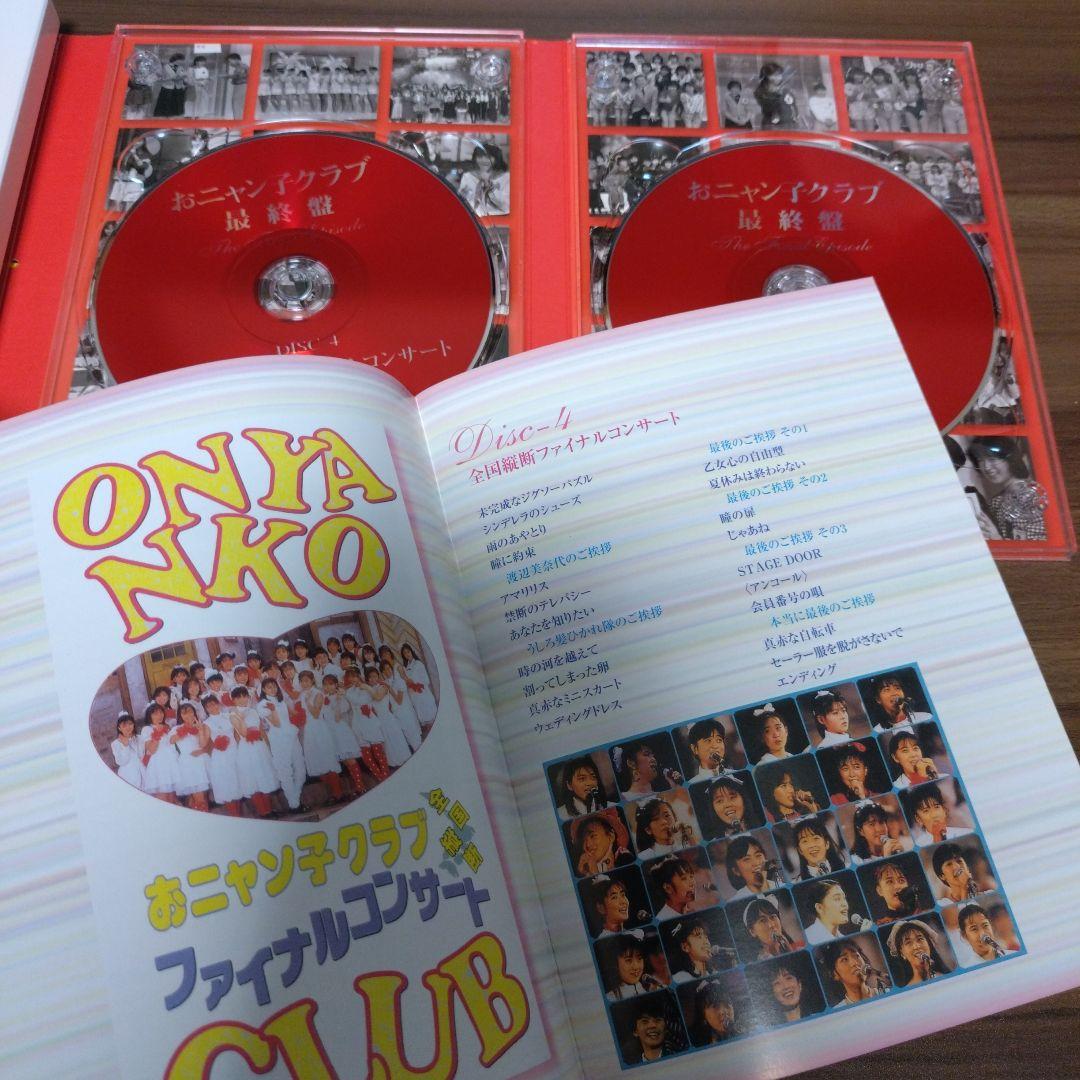 おニャン子クラブ
最終盤
The Final Episode
DISC 4
コンサート
おニャン子クラブ
最終盤
The Final Episode
ONYA
NKO
おニャン子クラブ
全国縦断
ファイナルコンサート
CLUB
Disc-4
全国縦断ファイナルコンサート
未完成なジグソーパズル
シンデレラのシューズ
雨のあやとり
瞳に約束
渡辺美奈代のご挨拶
アマリリス
禁断のテレパシー
あなたを知りたい
うしろ髪ひかれ隊のご挨拶
時の河を越えて
割ってしまった卵
真赤なミニスカート
ウェディングドレス
最後のご挨拶 その1
乙女心の自由型
夏休みは終わらない
最後のご挨拶 その2
瞳の扉
じゃあね
最後のご挨拶 その3
STAGE DOOR
〈アンコール〉
会員番号の唄
本当に最後のご挨拶
真赤な自転車
セーラー服を脱がさないで
エンディング